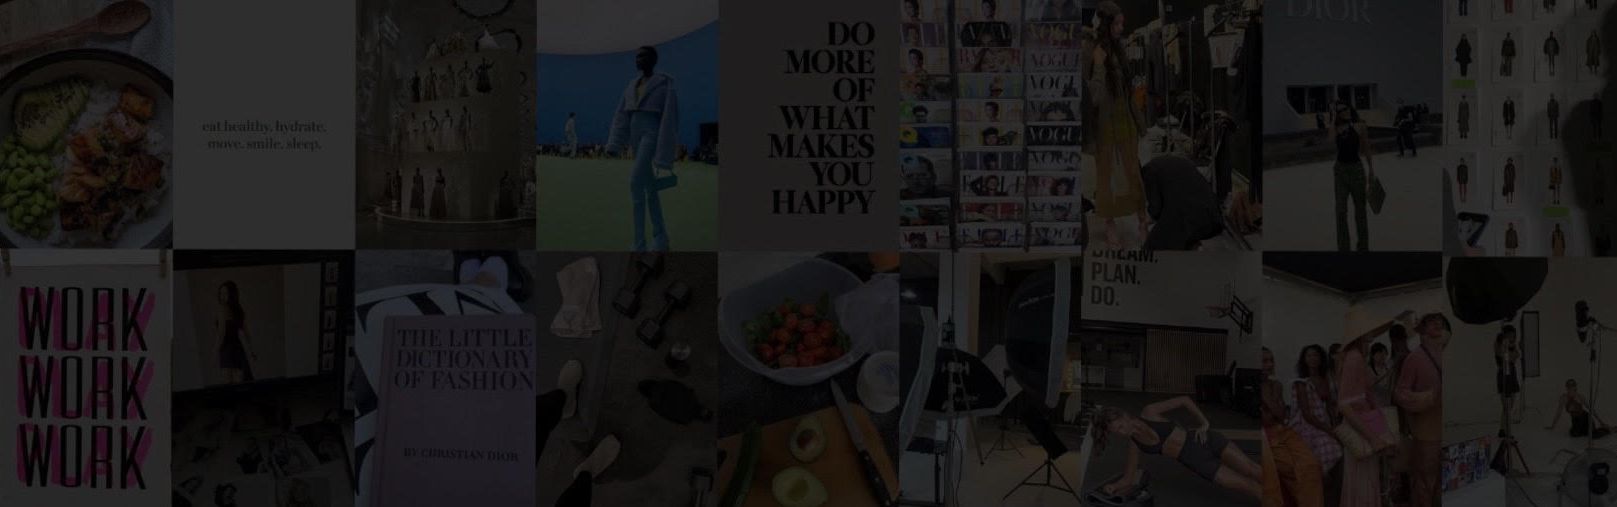 eat healthy. hydrate.
move. smile. sleep.
DO
MORE
OF
WHAT
MAKES
YOU
HAPPY
VOGUE
VOGUE
DIOR
WORK
WORK
WORK
THE LITTLE
DICTIONARY
OF FASHION
BY CHRISTIAN DIOR
DREAM.
PLAN.
DO.